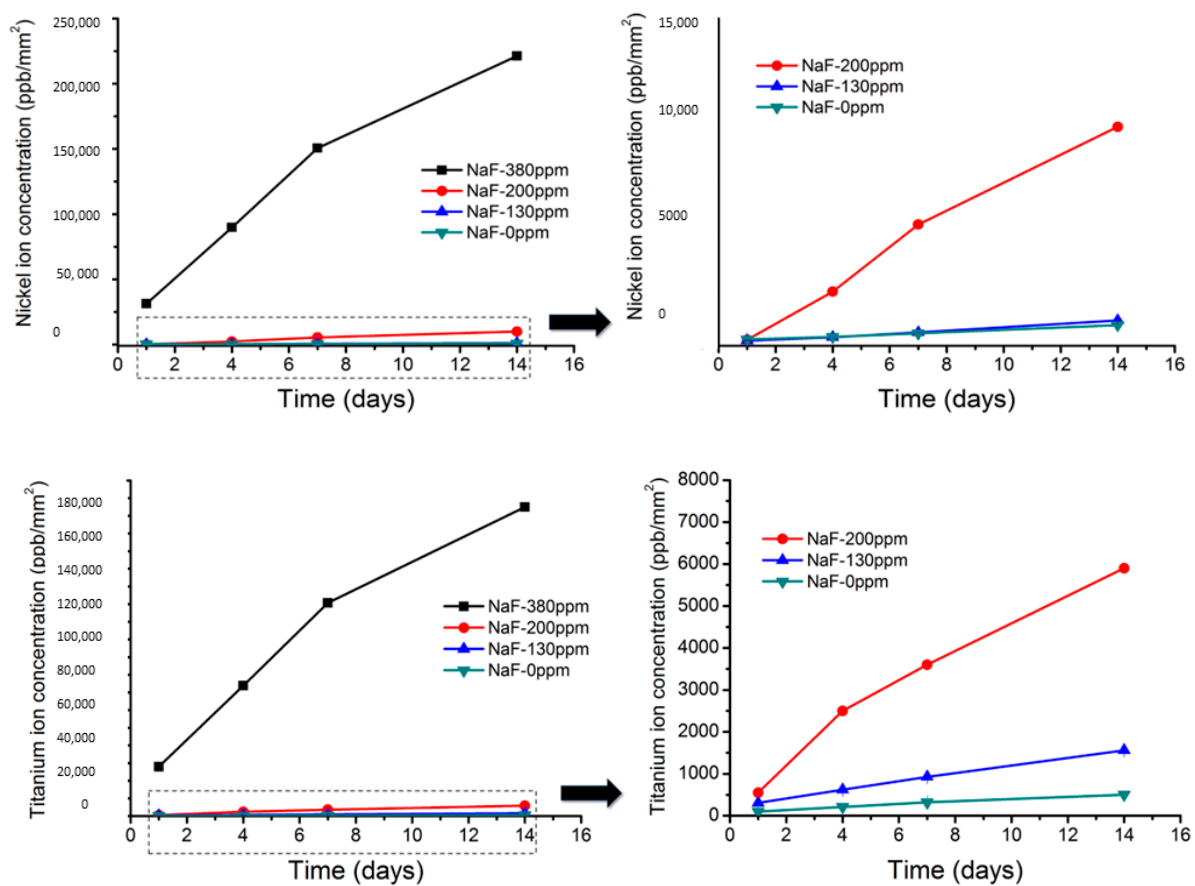 250,000
200,000
150,000
100,000
50,000
0
Nickel ion concentration (ppb/mm²)
NaF-380ppm
NaF-200ppm
NaF-130ppm
NaF-0ppm
0 2 4 6 8 10 12 14 16
Time (days)
15,000
10,000
5000
0
Nickel ion concentration (ppb/mm²)
NaF-200ppm
NaF-130ppm
NaF-0ppm
0 2 4 6 8 10 12 14 16
Time (days)
180,000
160,000
140,000
120,000
80,000
60,000
40,000
20,000
0
Titanium ion concentration (ppb/mm²)
NaF-380ppm
NaF-200ppm
NaF-130ppm
NaF-0ppm
0 2 4 6 8 10 12 14 16
Time (days)
8000
7000
6000
5000
3000
2000
1000
0
Titanium ion concentration (ppb/mm²)
NaF-200ppm
NaF-130ppm
NaF-0ppm
0 2 4 6 8 10 12 14 16
Time (days)